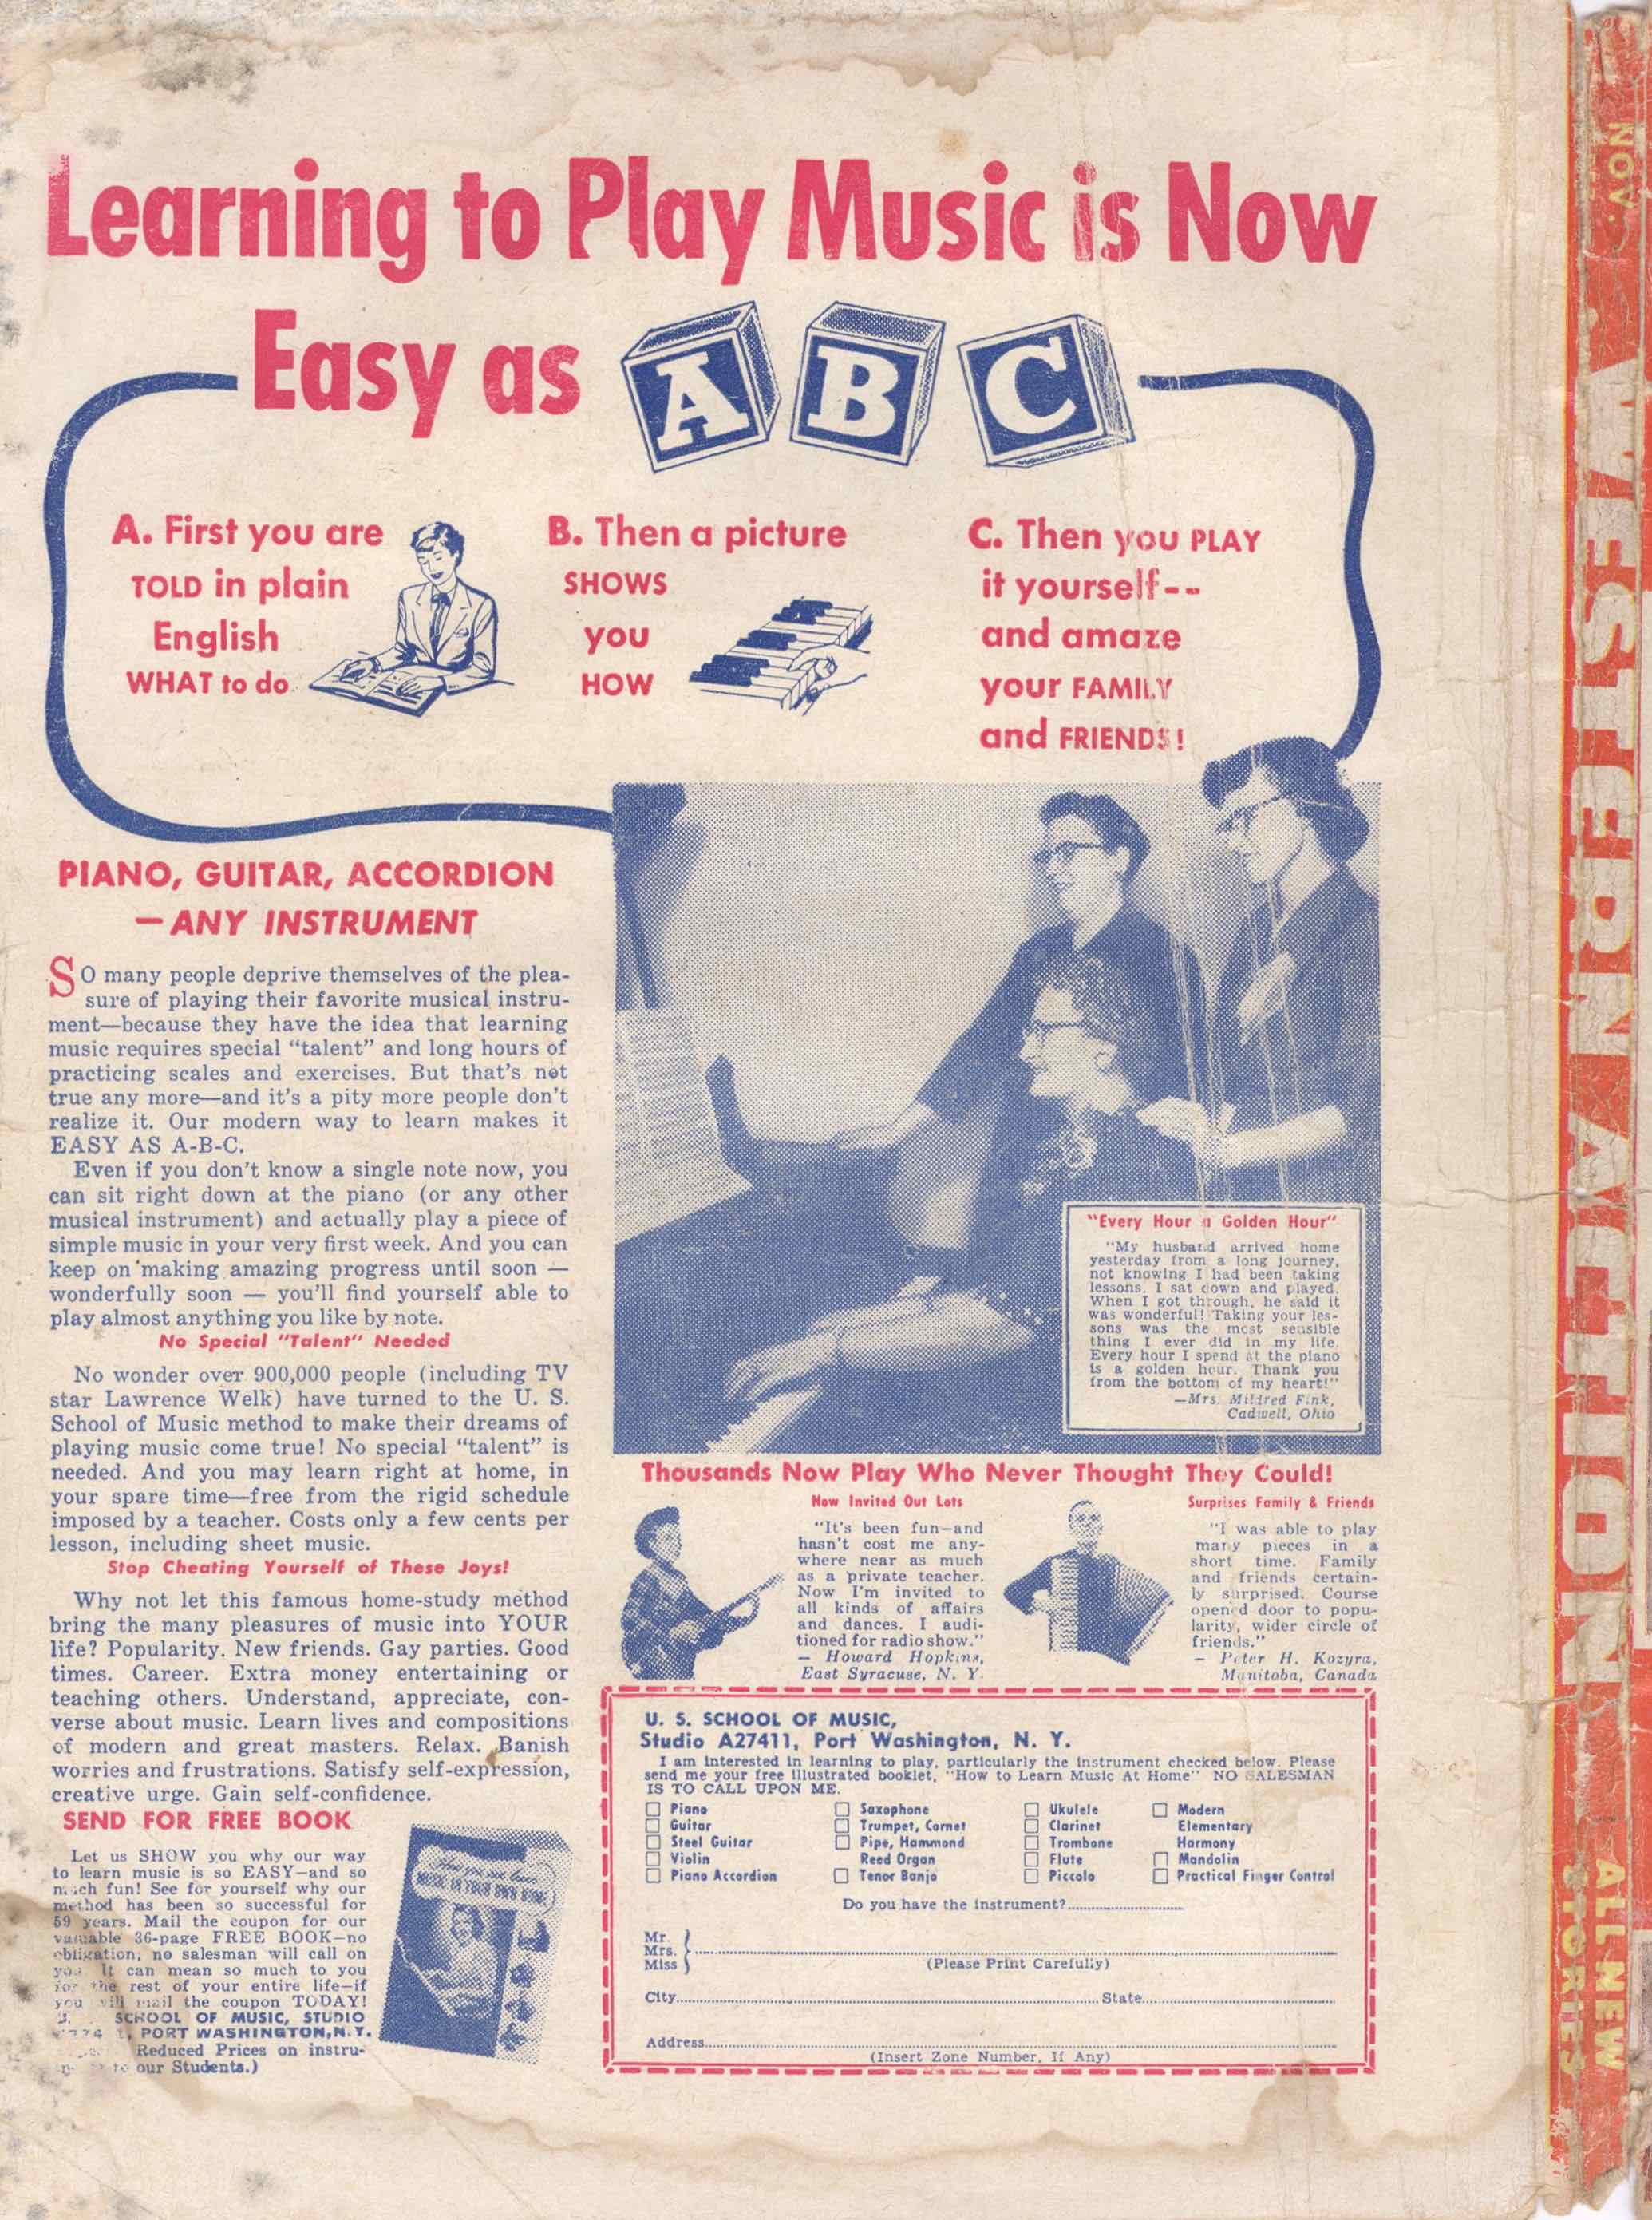 Learning to Play Music is Now
Easy as A B C
A. First you are
TOLD in plain
English
WHAT to do
B. Then a picture
SHOWS
you
HOW
C. Then you PLAY
it yourself--
and amaze
your FAMILY
and FRIENDS!
PIANO, GUITAR, ACCORDION
—ANY INSTRUMENT
SO many people deprive themselves of the plea-
sure of playing their favorite musical instru-
ment—because they have the idea that learning
music requires special "talent" and long hours of
practicing scales and exercises. But that's not
true any more—and it's a pity more people don't
realize it. Our modern way to learn makes it
EASY AS A-B-C.
Even if you don't know a single note now, you
can sit right down at the piano (or any other
musical instrument) and actually play a piece of
simple music in your very first week. And you can
keep on making amazing progress until soon —
wonderfully soon — you'll find yourself able to
play almost anything you like by note.
No Special "Talent" Needed
No wonder over 900,000 people (including TV
star Lawrence Welk) have turned to the U. S.
School of Music method to make their dreams of
playing music come true! No special "talent" is
needed. And you may learn right at home, in
your spare time—free from the rigid schedule
imposed by a teacher. Costs only a few cents per
lesson, including sheet music.
Stop Cheating Yourself of These Joys!
Why not let this famous home-study method
bring the many pleasures of music into YOUR
life? Popularity. New friends. Gay parties. Good
times. Career. Extra money entertaining or
teaching others. Understand, appreciate, con-
verse about music. Learn lives and compositions
of modern and great masters. Relax. Banish
worries and frustrations. Satisfy self-expression,
creative urge. Gain self-confidence.
SEND FOR FREE BOOK
Let us SHOW you why our way
to learn music is so EASY—and so
much fun! See for yourself why our
method has been so successful for
59 years. Mail the coupon for our
valuable 36-page FREE BOOK—no
obligation; no salesman will call on
you. It can mean so much to you
for the rest of your entire life—if
you will mail the coupon TODAY!
SCHOOL OF MUSIC, STUDIO
PORT WASHINGTON, N. Y.
Reduced Prices on instru-
to our Students.)
MUSIC IN YOUR OWN HOME
"Every Hour a Golden Hour"
"My husband arrived home
yesterday from a long journey,
not knowing I had been taking
lessons. I sat down and played.
When I got through, he said it
was wonderful! Taking your les-
sons was the most sensible
thing I ever did in my life.
Every hour I spend at the piano
is a golden hour. Thank you
from the bottom of my heart!"
—Mrs. Mildred Fink,
Cadwell, Ohio
Thousands Now Play Who Never Thought They Could!
Now Invited Out Lots
"It's been fun—and
hasn't cost me any-
where near as much
as a private teacher.
Now I'm invited to
all kinds of affairs
and dances. I audi-
tioned for radio show."
— Howard Hopkins,
East Syracuse, N. Y.
Surprises Family & Friends
"I was able to play
many pieces in a
short time. Family
and friends certain-
ly surprised. Course
opened door to popu-
larity, wider circle of
friends."
— Peter H. Kozyra,
Manitoba, Canada
U. S. SCHOOL OF MUSIC,
Studio A27411, Port Washington, N. Y.
I am interested in learning to play, particularly the instrument checked below. Please
send me your free illustrated booklet, "How to Learn Music At Home" NO SALESMAN
IS TO CALL UPON ME.
Piano
Guitar
Steel Guitar
Violin
Piano Accordion
Saxophone
Trumpet, Cornet
Pipe, Hammond
Reed Organ
Tenor Banjo
Ukulele
Clarinet
Trombone
Flute
Piccolo
Modern
Elementary
Harmony
Mandolin
Practical Finger Control
Do you have the instrument?
Mr.
Mrs.
Miss
(Please Print Carefully)
City State
Address
(Insert Zone Number, If Any)
NOV.
WESTERN ACTION
ALL NEW
STORIES